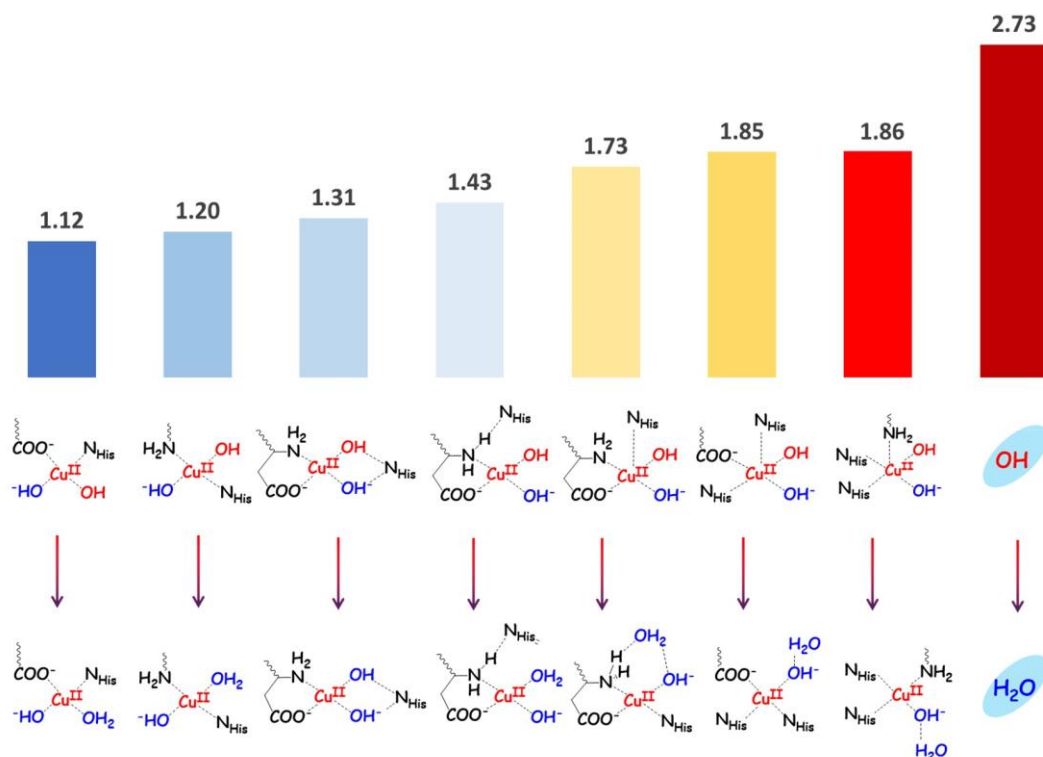 1.12
1.20
1.31
1.43
1.73
1.85
1.86
2.73
COO⁻ N_His
Cu^II
⁻HO OH
H₂N OH
Cu^II
⁻HO N_His
H₂
N OH
Cu^II N_His
COO⁻ OH⁻
N_His
H
N OH
H Cu^II
COO⁻ OH⁻
H₂ N_His
N OH
Cu^II
COO⁻ OH⁻
N_His
COO⁻ OH
Cu^II
N_His OH⁻
NH₂
N_His OH
Cu^II
N_His OH⁻
OH
COO⁻ N_His
Cu^II
⁻HO OH₂
H₂N OH₂
Cu^II
⁻HO N_His
H₂
N OH
Cu^II N_His
COO⁻ OH⁻
N_His
H
N OH₂
H Cu^II
COO⁻ OH⁻
OH₂
H
N H OH⁻
Cu^II
COO⁻ N_His
H₂O
COO⁻ OH⁻
Cu^II
N_His N_His
NH₂
N_His Cu^II
N_His OH⁻
H₂O
H₂O